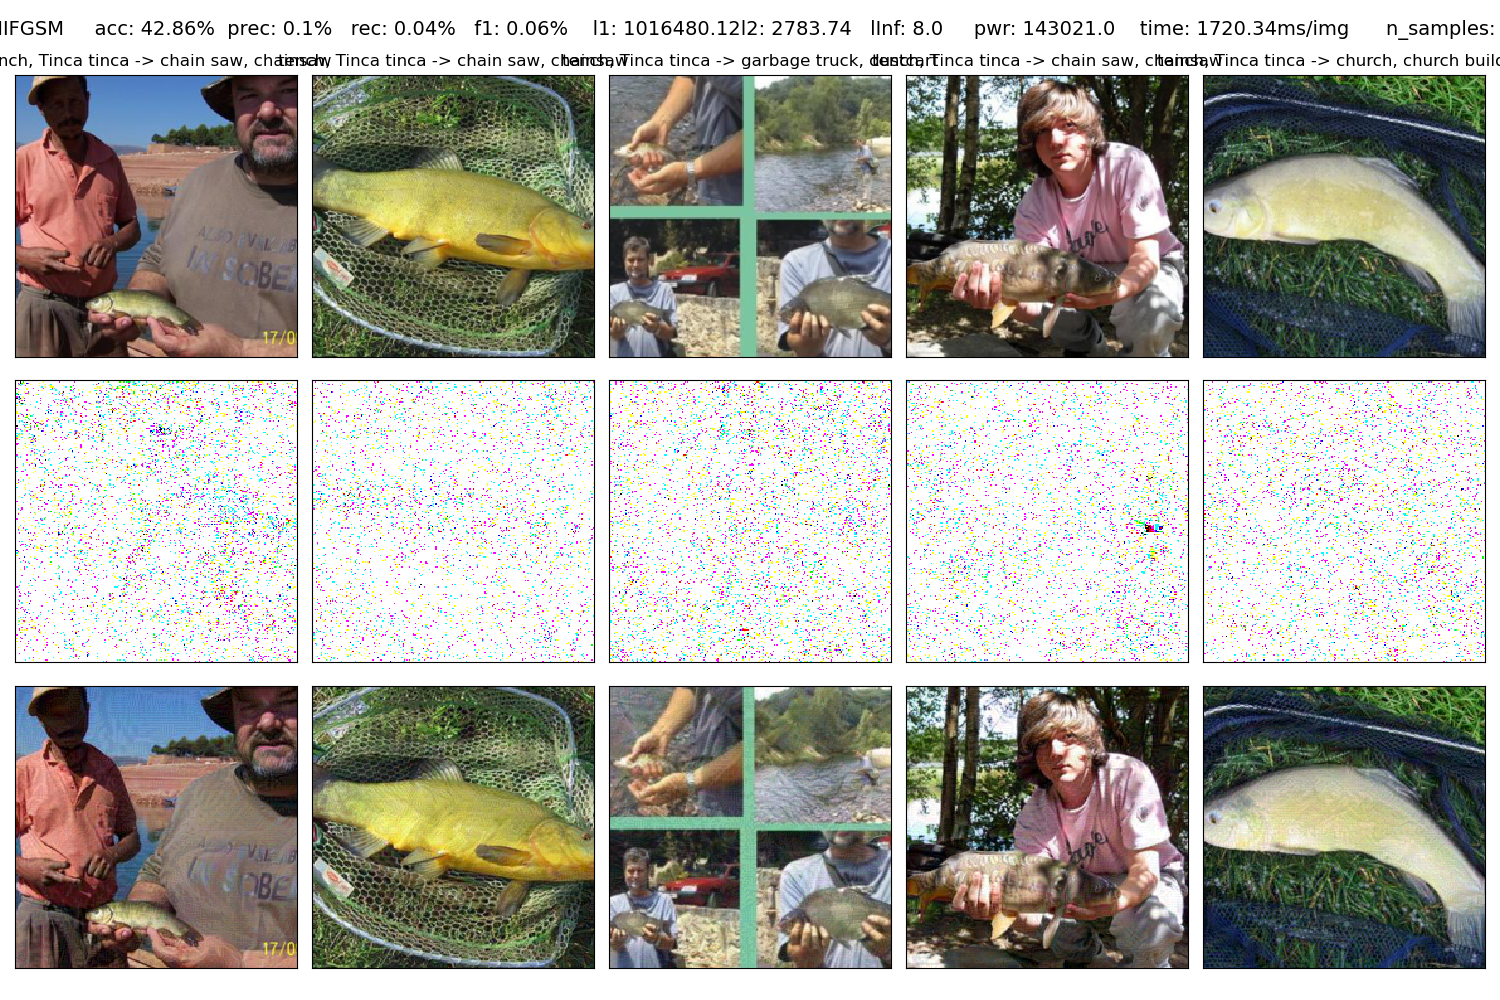 IIFGSM acc: 42.86% prec: 0.1% rec: 0.04% f1: 0.06% l1: 1016480.12l2: 2783.74 lInf: 8.0 pwr: 143021.0 time: 1720.34ms/img n_samples:
nch, Tinca tinca -> chain saw, chainsaw
tench, Tinca tinca -> chain saw, chainsaw
tench, Tinca tinca -> garbage truck, dustcart
tench, Tinca tinca -> chain saw, chainsaw
tench, Tinca tinca -> church, church build
IN SOBE
17/0
17/0